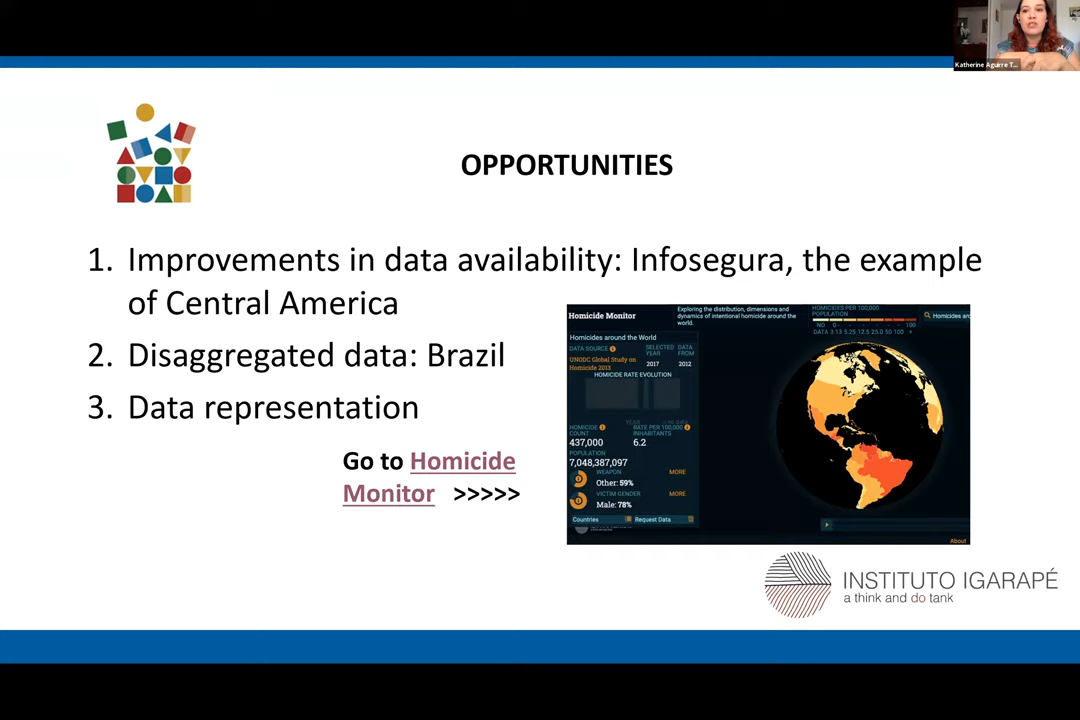 Katherine Aguirre T...
OPPORTUNITIES
1. Improvements in data availability: Infosegura, the example
of Central America
2. Disaggregated data: Brazil
3. Data representation
Go to Homicide
Monitor >>>>>
Homicide Monitor
Exploring the distribution, dimensions and
dynamics of intentional homicide around the
world.
HOMICIDES PER 100,000
POPULATION
NO 0 100
DATA 3.13 5.25 12.5 25.0 50 100 +
Homicides aro
Homicides around the World
DATA SOURCE
SELECTED
YEAR
DATA
FROM
UNODC Global Study on
Homicide 2013
2017
2012
HOMICIDE RATE EVOLUTION
YEAR
HOMICIDE
COUNT
RATE PER 100,000
INHABITANTS
437,000
6.2
POPULATION
7,048,387,097
WEAPON
MORE
Other: 59%
VICTIM GENDER
MORE
Male: 78%
Countries
Request Data
About
INSTITUTO IGARAPÉ
a think and do tank